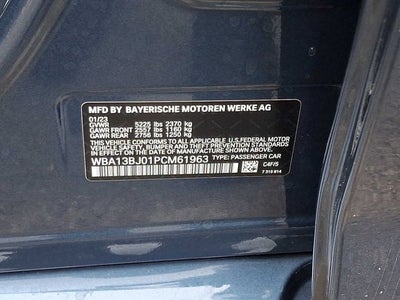 MFD BY BAYERISCHE MOTOREN WERKE AG
01/23
GVWR 5225 lbs 2370 kg
GAWR FRONT 2557 lbs 1160 kg
GAWR REAR 2756 lbs 1250 kg
THIS VEHICLE CONFORMS TO ALL APPLICABLE U.S. FEDERAL MOTOR
VEHICLE SAFETY, BUMPER AND THEFT PREVENTION STANDARDS IN
EFFECT ON THE DATE OF MANUFACTURE SHOWN ABOVE.
WBA13BJ01PCM61963 TYPE: PASSENGER CAR
C4F/5
7 310 814